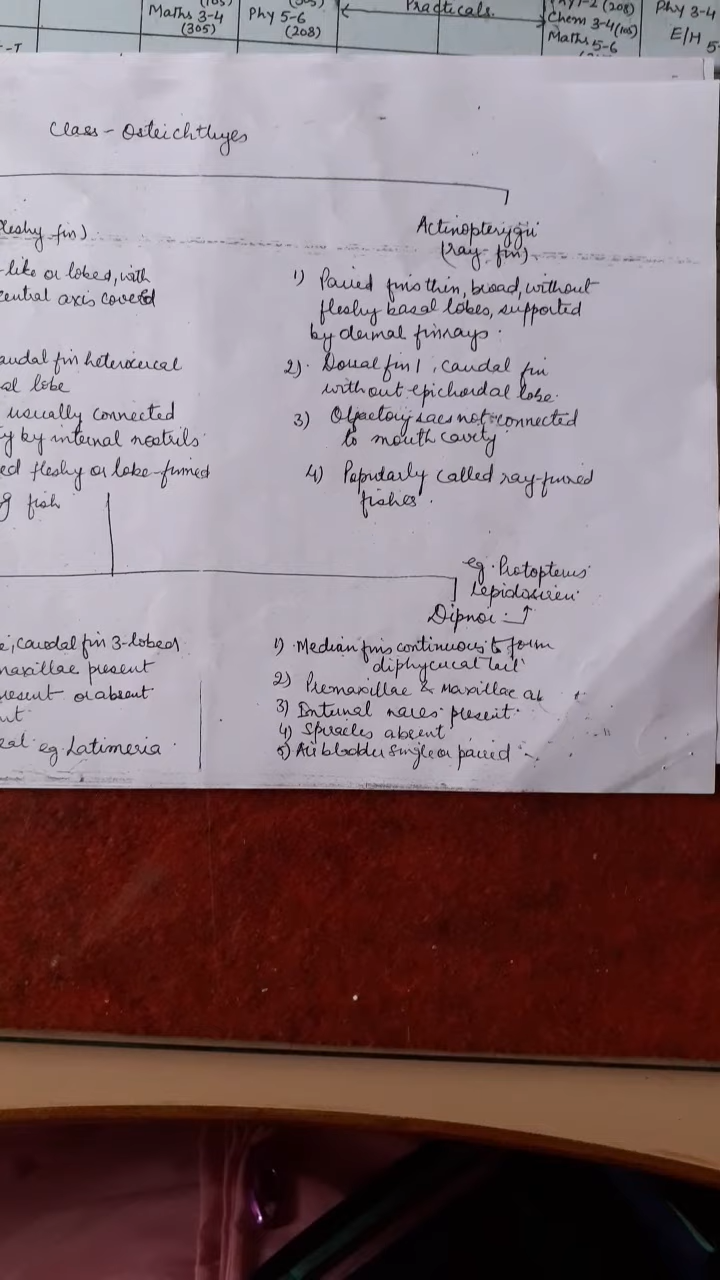 Maths 3-4
(305)
Phy 5-6
(208)
Practicals
(208)
Chem 3-4 (105)
Maths 5-6
Phy 3-4
E/H 5-
Class - Osteichthyes
fleshy fin)
-like or lobed, with
central axis covered
caudal fin heterocercal
al lobe
usually connected
ty by internal nostrils
ed fleshy or lobe-finned
g fish
Actinopterygii
(ray-fin)
1) Paired fins thin, broad, without
fleshy basal lobes, supported
by dermal finrays.
2) Dorsal fin 1, caudal fin
without epichordal lobe.
3) Olfactory sacs not connected
to mouth cavity
4) Popularly called ray-finned
fishes.
eg. Protopterus
Lepidosiren
Dipnoi
e, caudal fin 3-lobed
maxillae present
resent or absent
nt
eg. Latimeria
1) Median fins continuous to form
diphycercal tail
2) Premaxillae & Maxillae ab
3) Internal nares present.
4) Spiracles absent
5) Air bladder single or paired